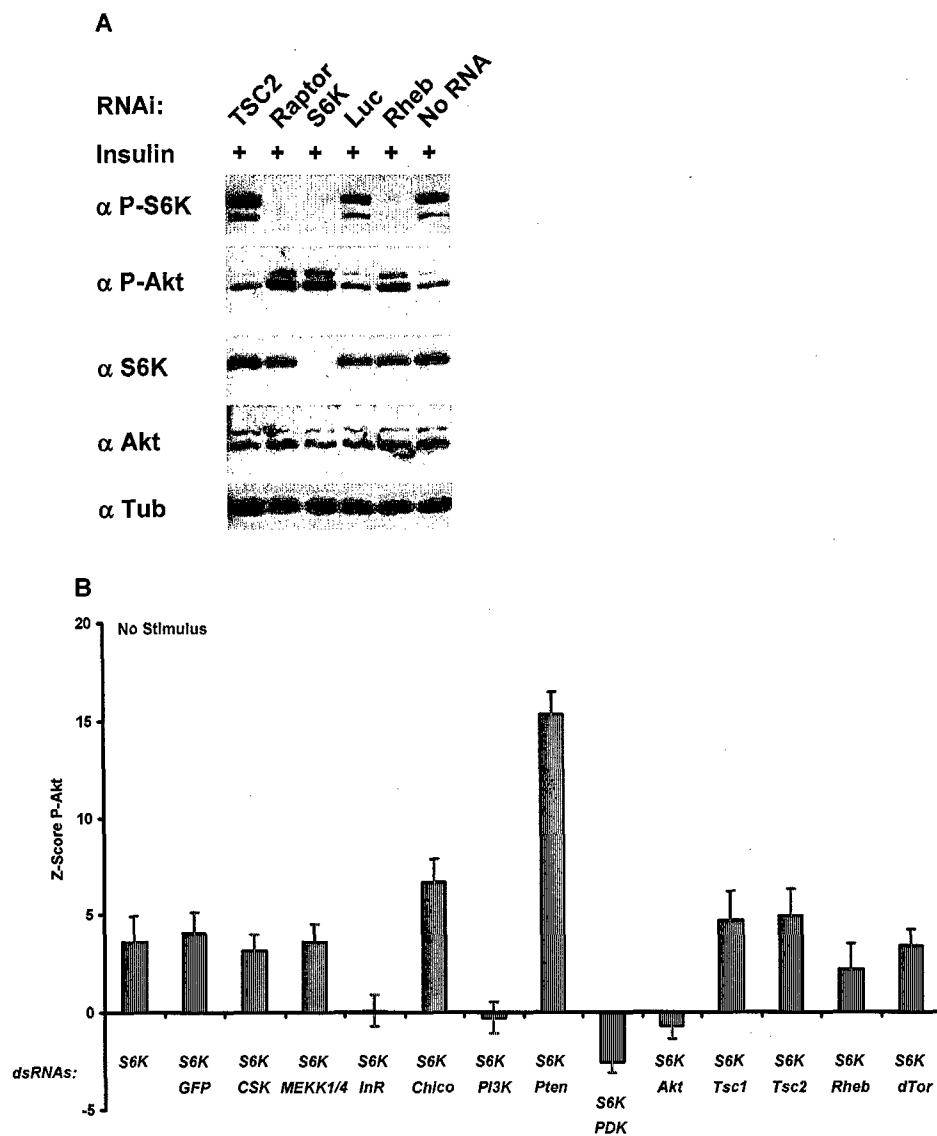 A
RNAi:
TSC2 Raptor S6K Luc Rheb No RNA
Insulin + + + + + +
α P-S6K
α P-Akt
α S6K
α Akt
α Tub
B
No Stimulus
Z-Score P-Akt
20
15
10
5
0
-5
dsRNAs: S6K S6K S6K S6K S6K S6K S6K S6K S6K S6K S6K S6K S6K S6K
GFP CSK MEKK1/4 InR Chico PI3K Pten PDK Akt Tsc1 Tsc2 Rheb dTor